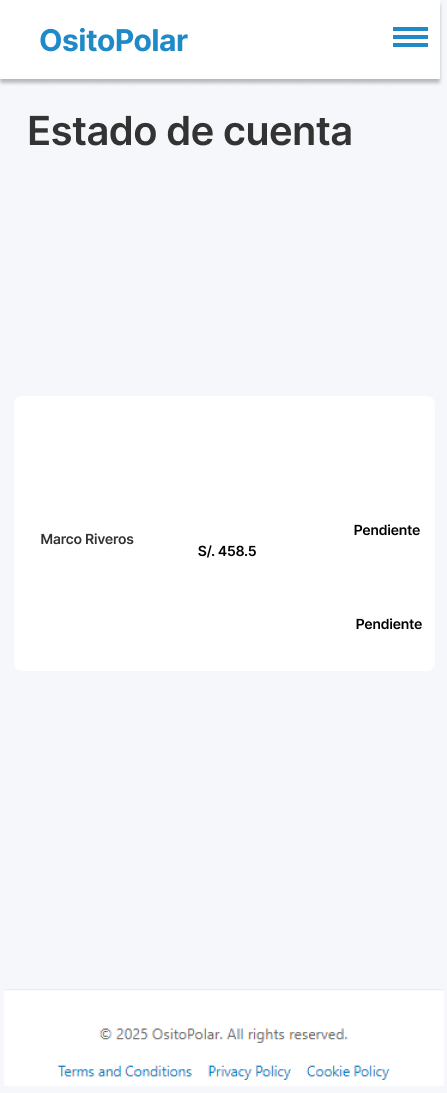 OsitoPolar
Estado de cuenta
Pendiente
Marco Riveros
S/. 458.5
Pendiente
© 2025 OsitoPolar. All rights reserved.
Terms and Conditions Privacy Policy Cookie Policy